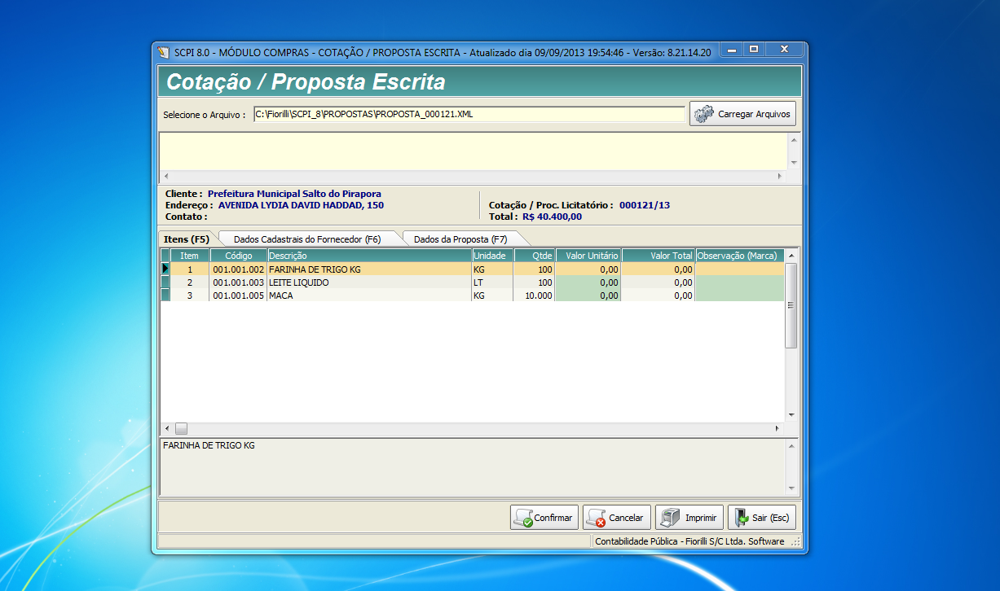 SCPI 8.0 - MÓDULO COMPRAS - COTAÇÃO / PROPOSTA ESCRITA - Atualizado dia 09/09/2013 19:54:46 - Versão: 8.21.14.20
Cotação / Proposta Escrita
Selecione o Arquivo : C:\Fiorilli\SCPI_8\PROPOSTAS\PROPOSTA_000121.XML Carregar Arquivos
Cliente : Prefeitura Municipal Salto do Pirapora
Endereço : AVENIDA LYDIA DAVID HADDAD, 150 Cotação / Proc. Licitatório : 000121/13
Contato : Total : R$ 40.400,00
Itens (F5) Dados Cadastrais do Fornecedor (F6) Dados da Proposta (F7)
Item Código Descrição Unidade Qtde Valor Unitário Valor Total Observação (Marca)
1 001.001.002 FARINHA DE TRIGO KG KG 100 0,00 0,00
2 001.001.003 LEITE LIQUIDO LT 100 0,00 0,00
3 001.001.005 MACA KG 10.000 0,00 0,00
FARINHA DE TRIGO KG
Confirmar Cancelar Imprimir Sair (Esc)
Contabilidade Pública - Fiorilli S/C Ltda. Software